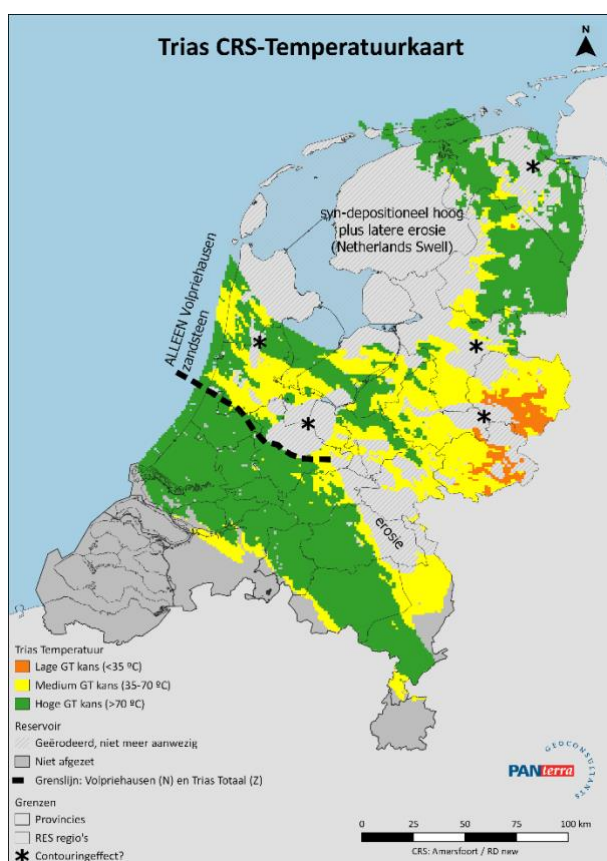 Trias CRS-Temperatuurkaart
N
syn-depositioneel hoog
plus latere erosie
(Netherlands Swell)
ALLEEN Volpriehausen
zandsteen
erosie
Trias Temperatuur
Lage GT kans (<35 ºC)
Medium GT kans (35-70 ºC)
Hoge GT kans (>70 ºC)
Reservoir
Geërodeerd, niet meer aanwezig
Niet afgezet
Grenslijn: Volpriehausen (N) en Trias Totaal (Z)
Grenzen
Provincies
RES regio's
Contouringeffect?
PANterra
GEOCONSULTANTS
0 25 50 75 100 km
CRS: Amersfoort / RD new